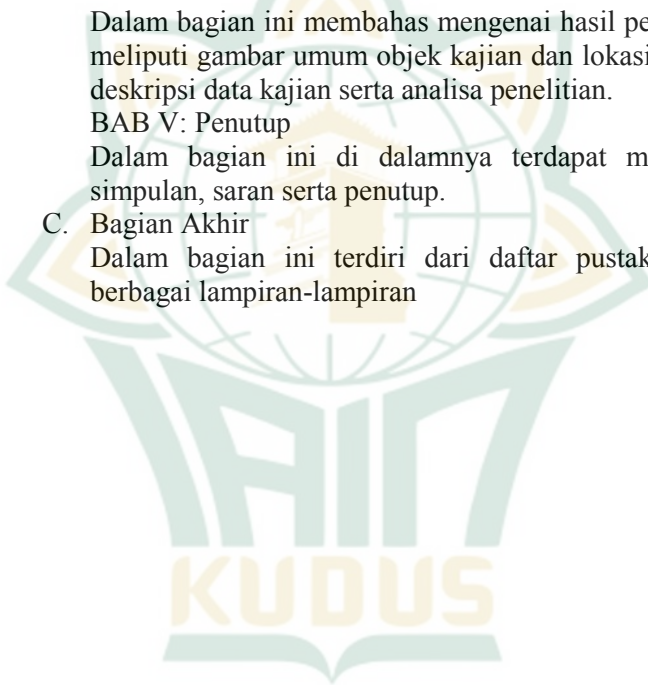 Dalam bagian ini membahas mengenai hasil
meliputi gambar umum objek kajian dan lokasi
deskripsi data kajian serta analisa penelitian.
BAB V: Penutup
Dalam bagian ini di dalamnya terdapat
simpulan, saran serta penutup.
C. Bagian Akhir
Dalam bagian ini terdiri dari daftar
berbagai lampiran-lampiran
IAIN
KUDUS